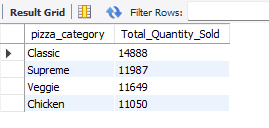 Result Grid Filter Rows:
pizza_category Total_Quantity_Sold
Classic 14888
Supreme 11987
Veggie 11649
Chicken 11050